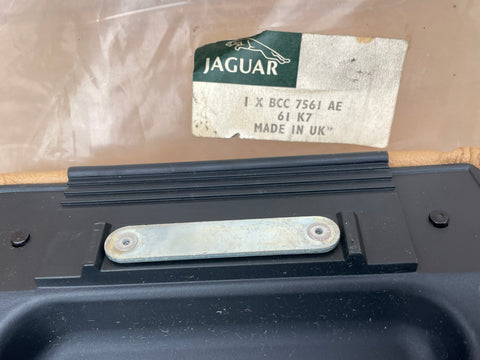 JAGUAR
1 X BCC 7561 AE
61 K7
MADE IN UK